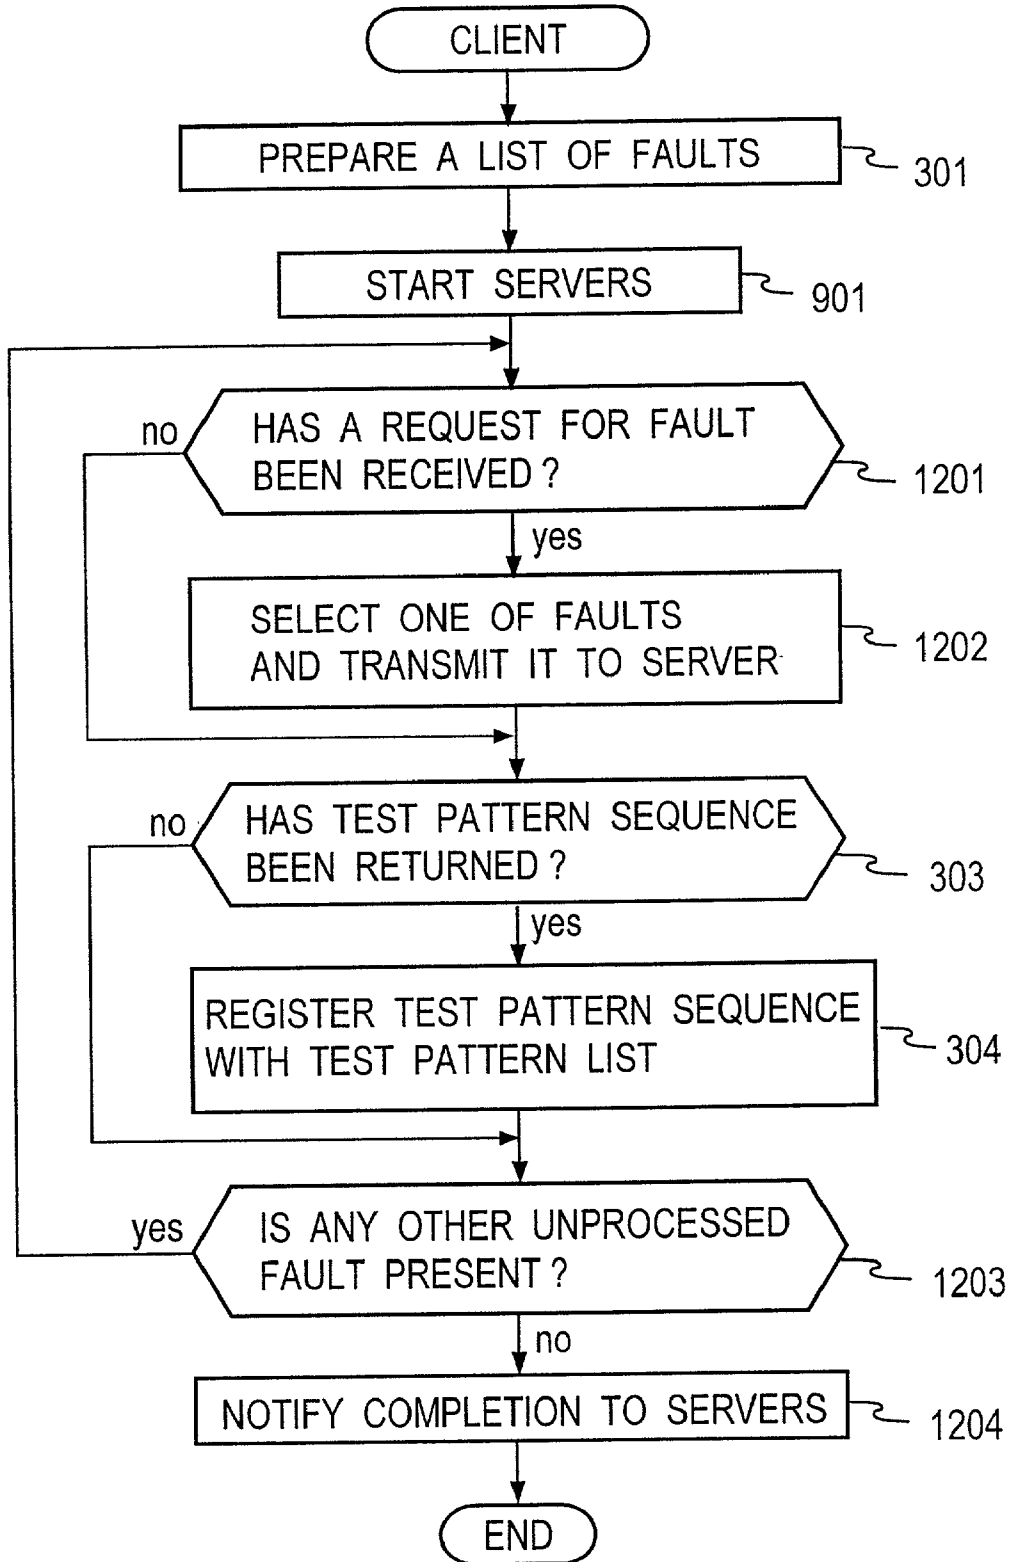 CLIENT
PREPARE A LIST OF FAULTS
301
START SERVERS
901
HAS A REQUEST FOR FAULT
BEEN RECEIVED?
no
1201
yes
SELECT ONE OF FAULTS
AND TRANSMIT IT TO SERVER
1202
HAS TEST PATTERN SEQUENCE
BEEN RETURNED?
no
303
yes
REGISTER TEST PATTERN SEQUENCE
WITH TEST PATTERN LIST
304
IS ANY OTHER UNPROCESSED
FAULT PRESENT?
yes
1203
no
NOTIFY COMPLETION TO SERVERS
1204
END